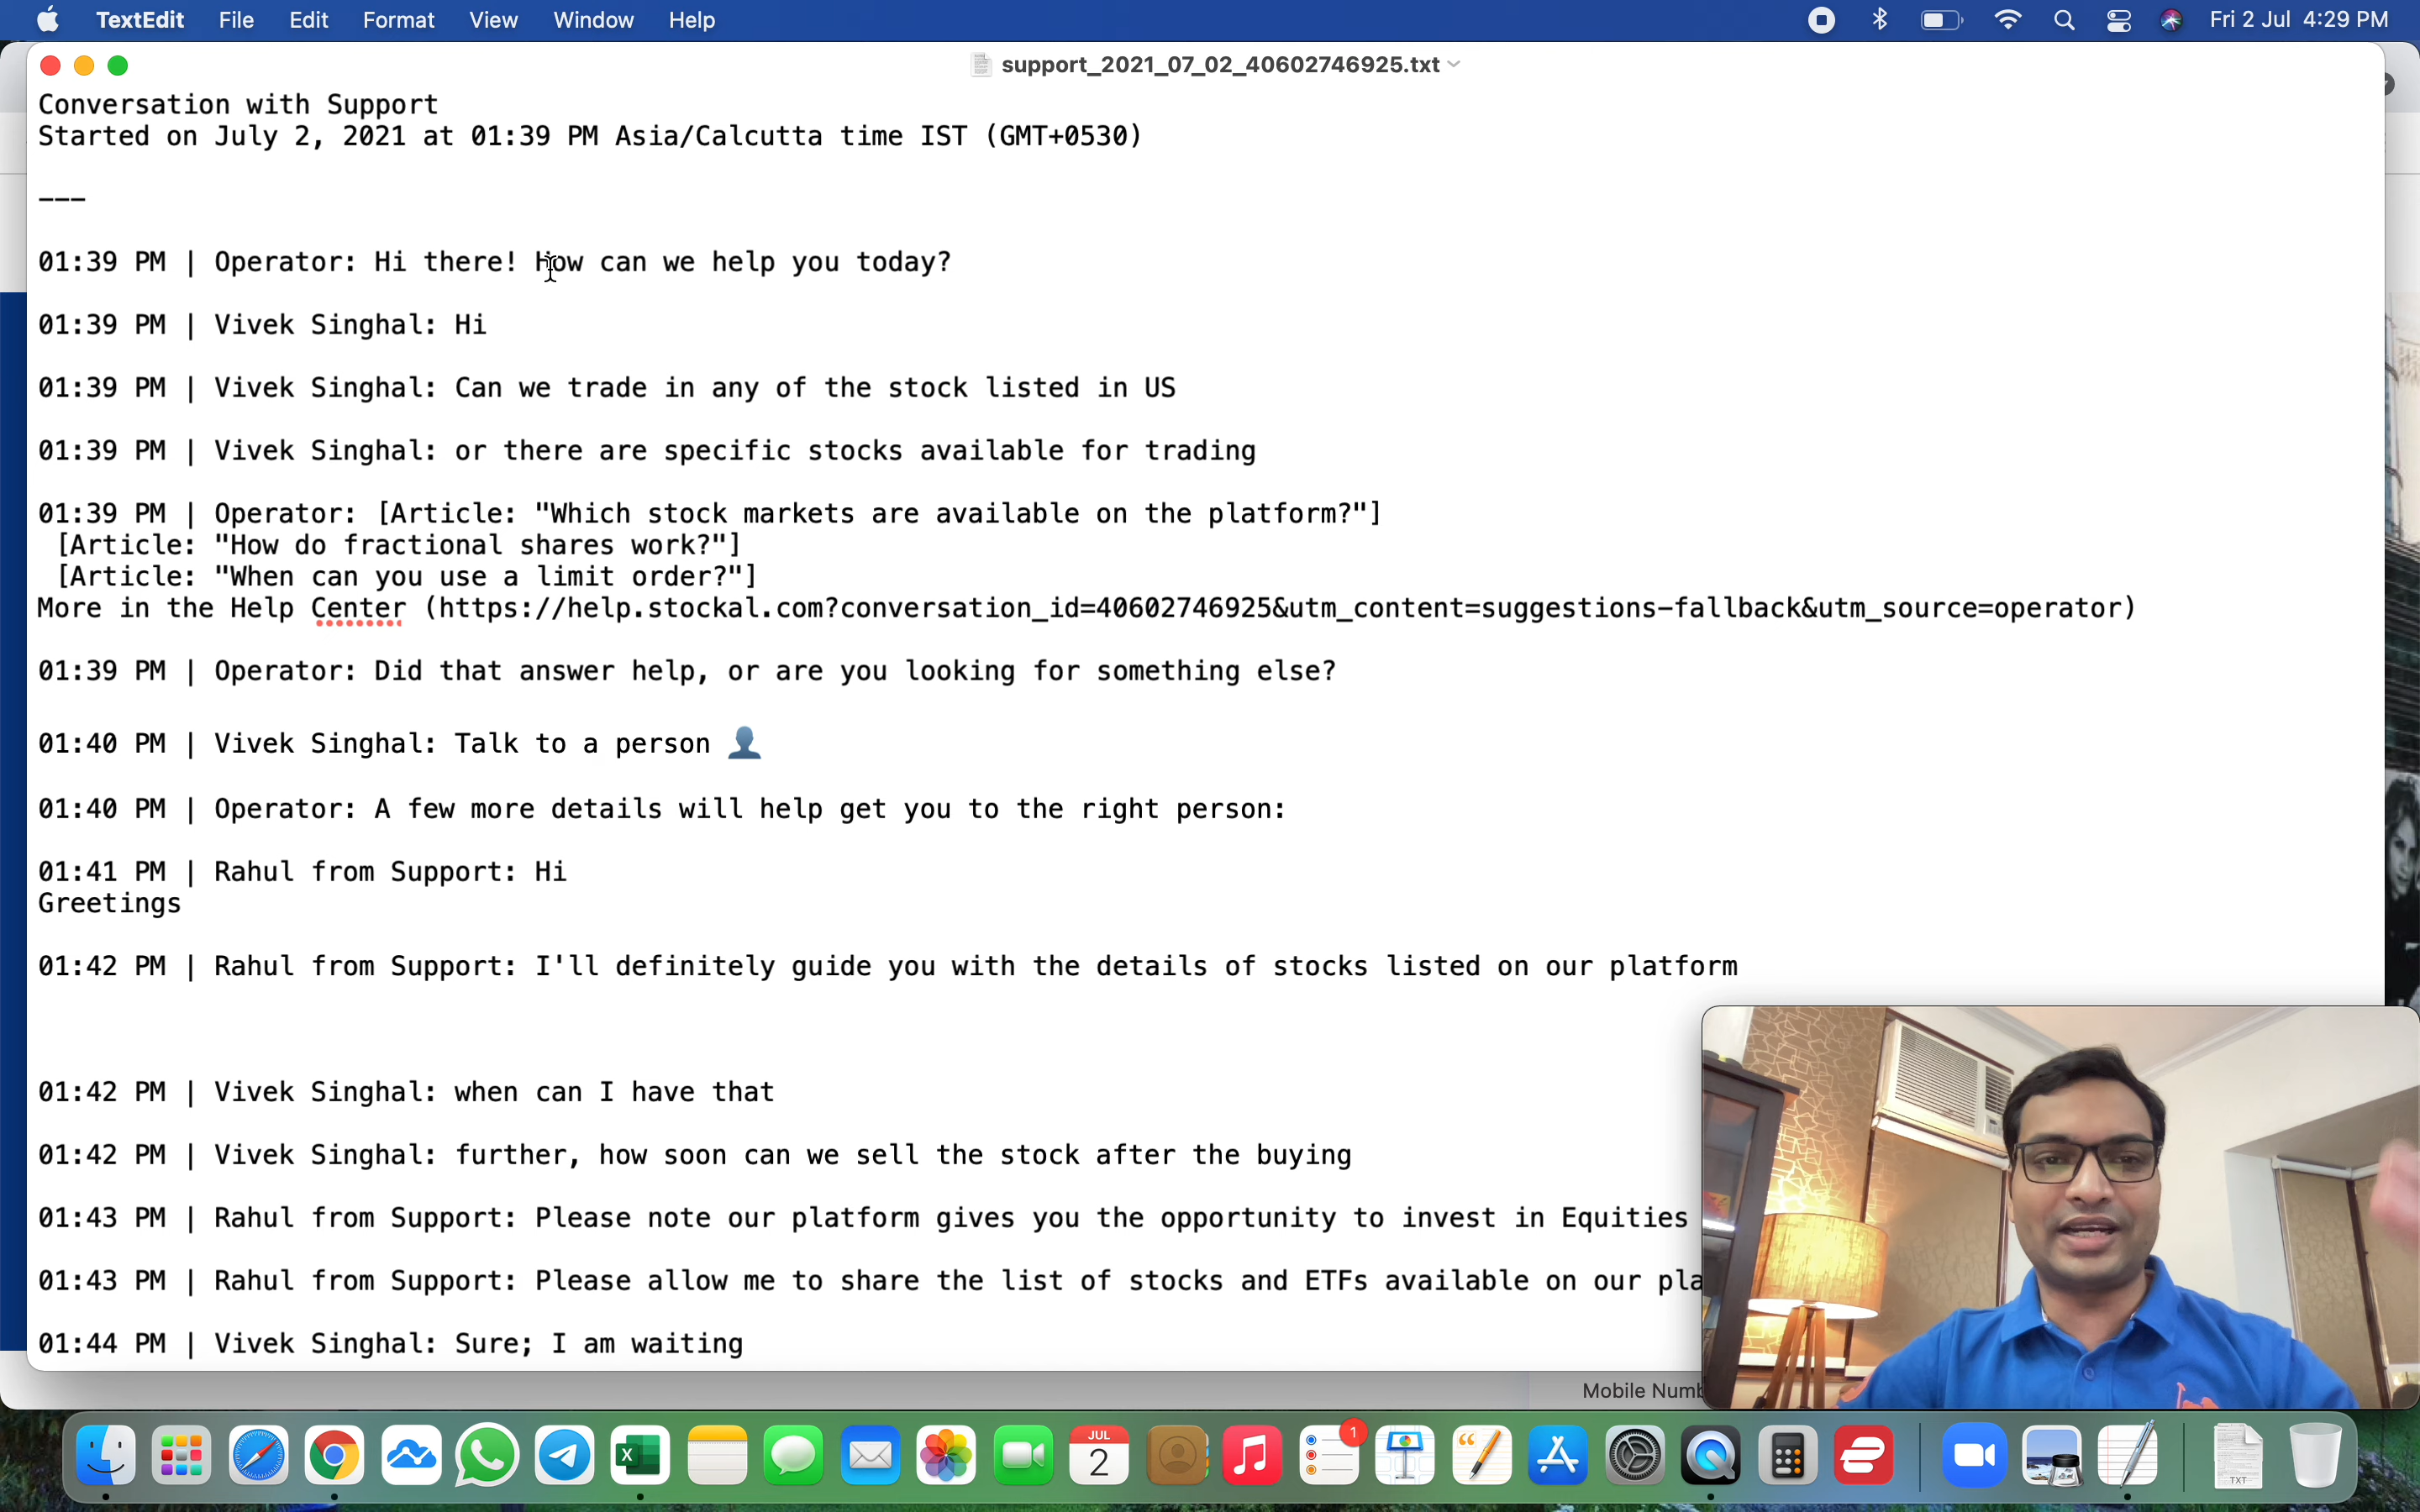 TextEdit File Edit Format View Window Help Fri 2 Jul 4:29 PM
support_2021_07_02_40602746925.txt
Conversation with Support
Started on July 2, 2021 at 01:39 PM Asia/Calcutta time IST (GMT+0530)
---
01:39 PM | Operator: Hi there! How can we help you today?
01:39 PM | Vivek Singhal: Hi
01:39 PM | Vivek Singhal: Can we trade in any of the stock listed in US
01:39 PM | Vivek Singhal: or there are specific stocks available for trading
01:39 PM | Operator: [Article: "Which stock markets are available on the platform?"]
[Article: "How do fractional shares work?"]
[Article: "When can you use a limit order?"]
More in the Help Center (https://help.stockal.com?conversation_id=40602746925&utm_content=suggestions-fallback&utm_source=operator)
01:39 PM | Operator: Did that answer help, or are you looking for something else?
01:40 PM | Vivek Singhal: Talk to a person 👤
01:40 PM | Operator: A few more details will help get you to the right person:
01:41 PM | Rahul from Support: Hi
Greetings
01:42 PM | Rahul from Support: I'll definitely guide you with the details of stocks listed on our platform
01:42 PM | Vivek Singhal: when can I have that
01:42 PM | Vivek Singhal: further, how soon can we sell the stock after the buying
01:43 PM | Rahul from Support: Please note our platform gives you the opportunity to invest in Equities
01:43 PM | Rahul from Support: Please allow me to share the list of stocks and ETFs available on our pla
01:44 PM | Vivek Singhal: Sure; I am waiting
Mobile Numb
JUL
2
1
TXT